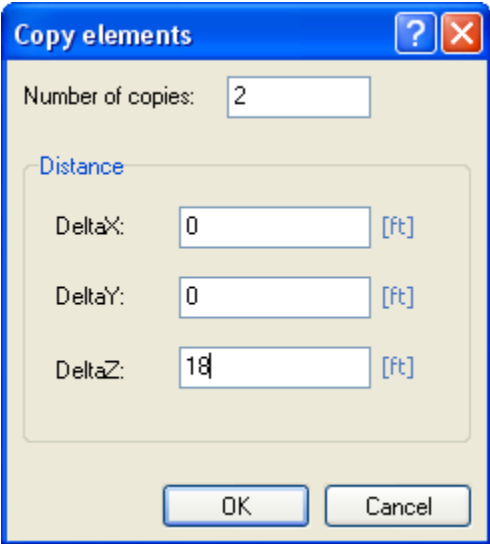 Copy elements
Number of copies: 2
Distance
DeltaX: 0 [ft]
DeltaY: 0 [ft]
DeltaZ: 18 [ft]
OK Cancel